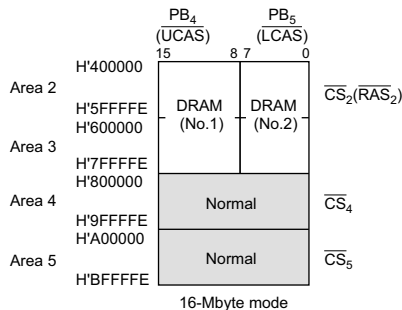 PB4 PB5
(UCAS) (LCAS)
15 8 7 0
H'400000
Area 2
H'5FFFFE
H'600000
DRAM (No.1)
DRAM (No.2)
CS2(RAS2)
Area 3
H'7FFFFE
H'800000
Area 4
Normal
CS4
H'9FFFFE
H'A00000
Area 5
Normal
CS5
H'BFFFFE
16-Mbyte mode